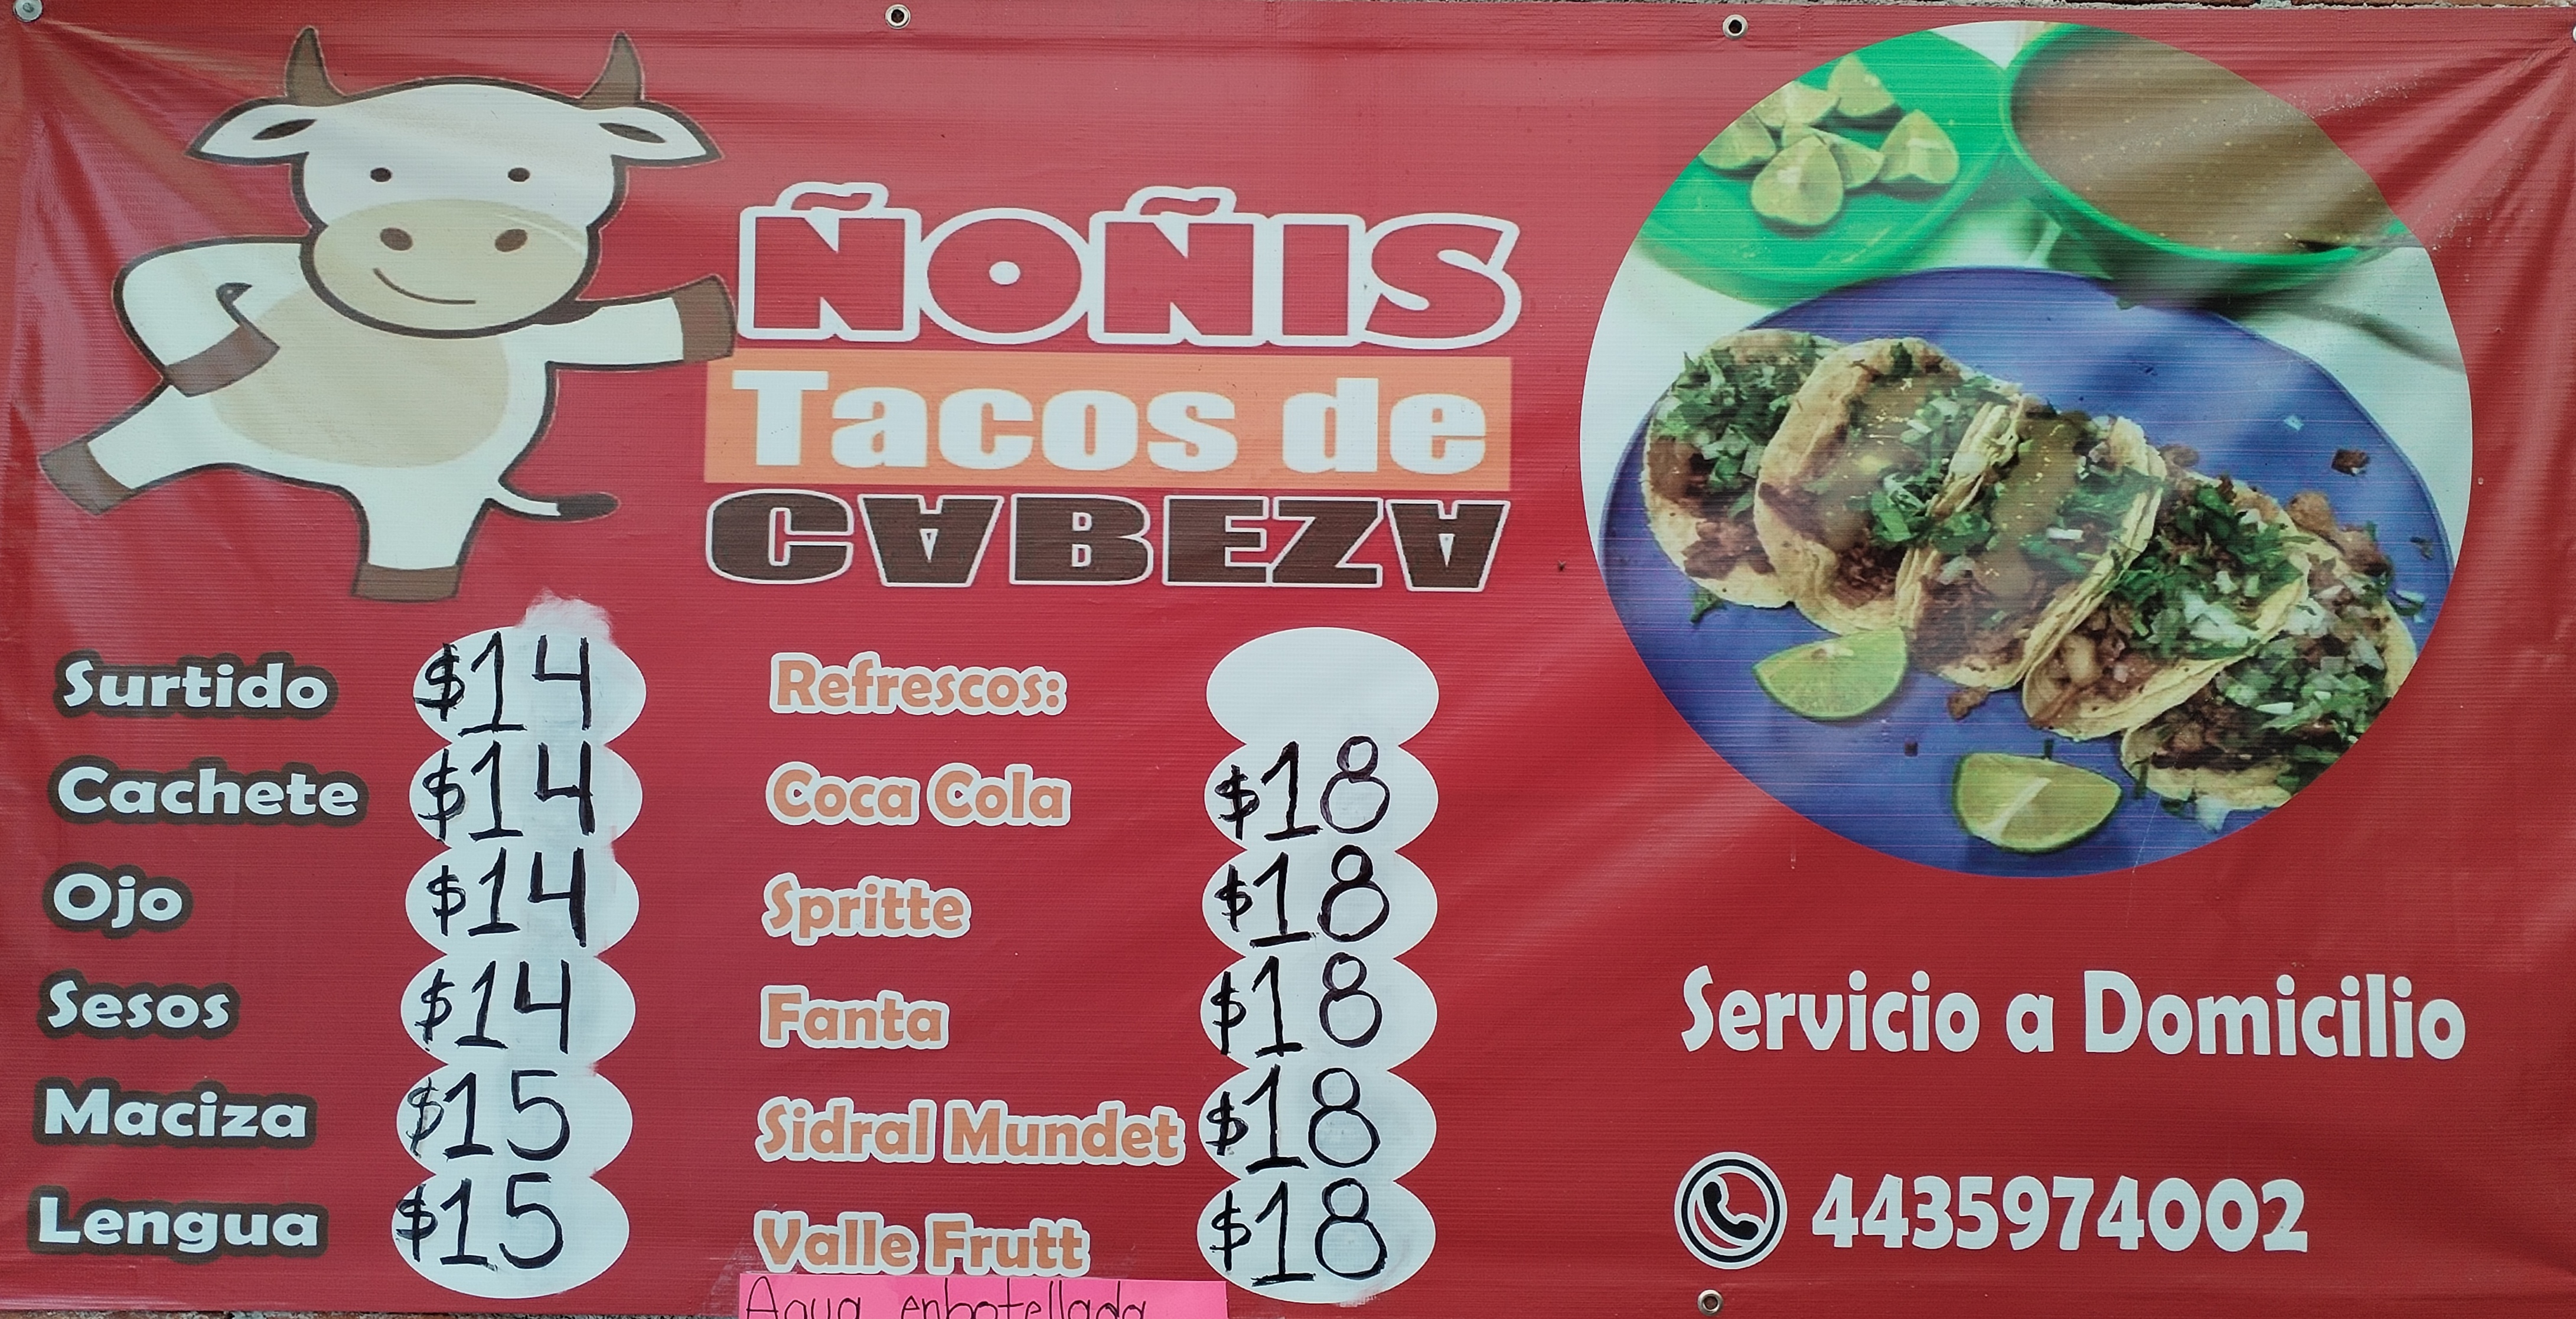 ÑOÑIS
Tacos de
CABEZA
Surtido $14
Cachete $14
Ojo $14
Sesos $14
Maciza $15
Lengua $15
Refrescos:
Coca Cola $18
Spritte $18
Fanta $18
Sidral Mundet $18
Valle Frutt $18
Agua enbotellada
Servicio a Domicilio
4435974002